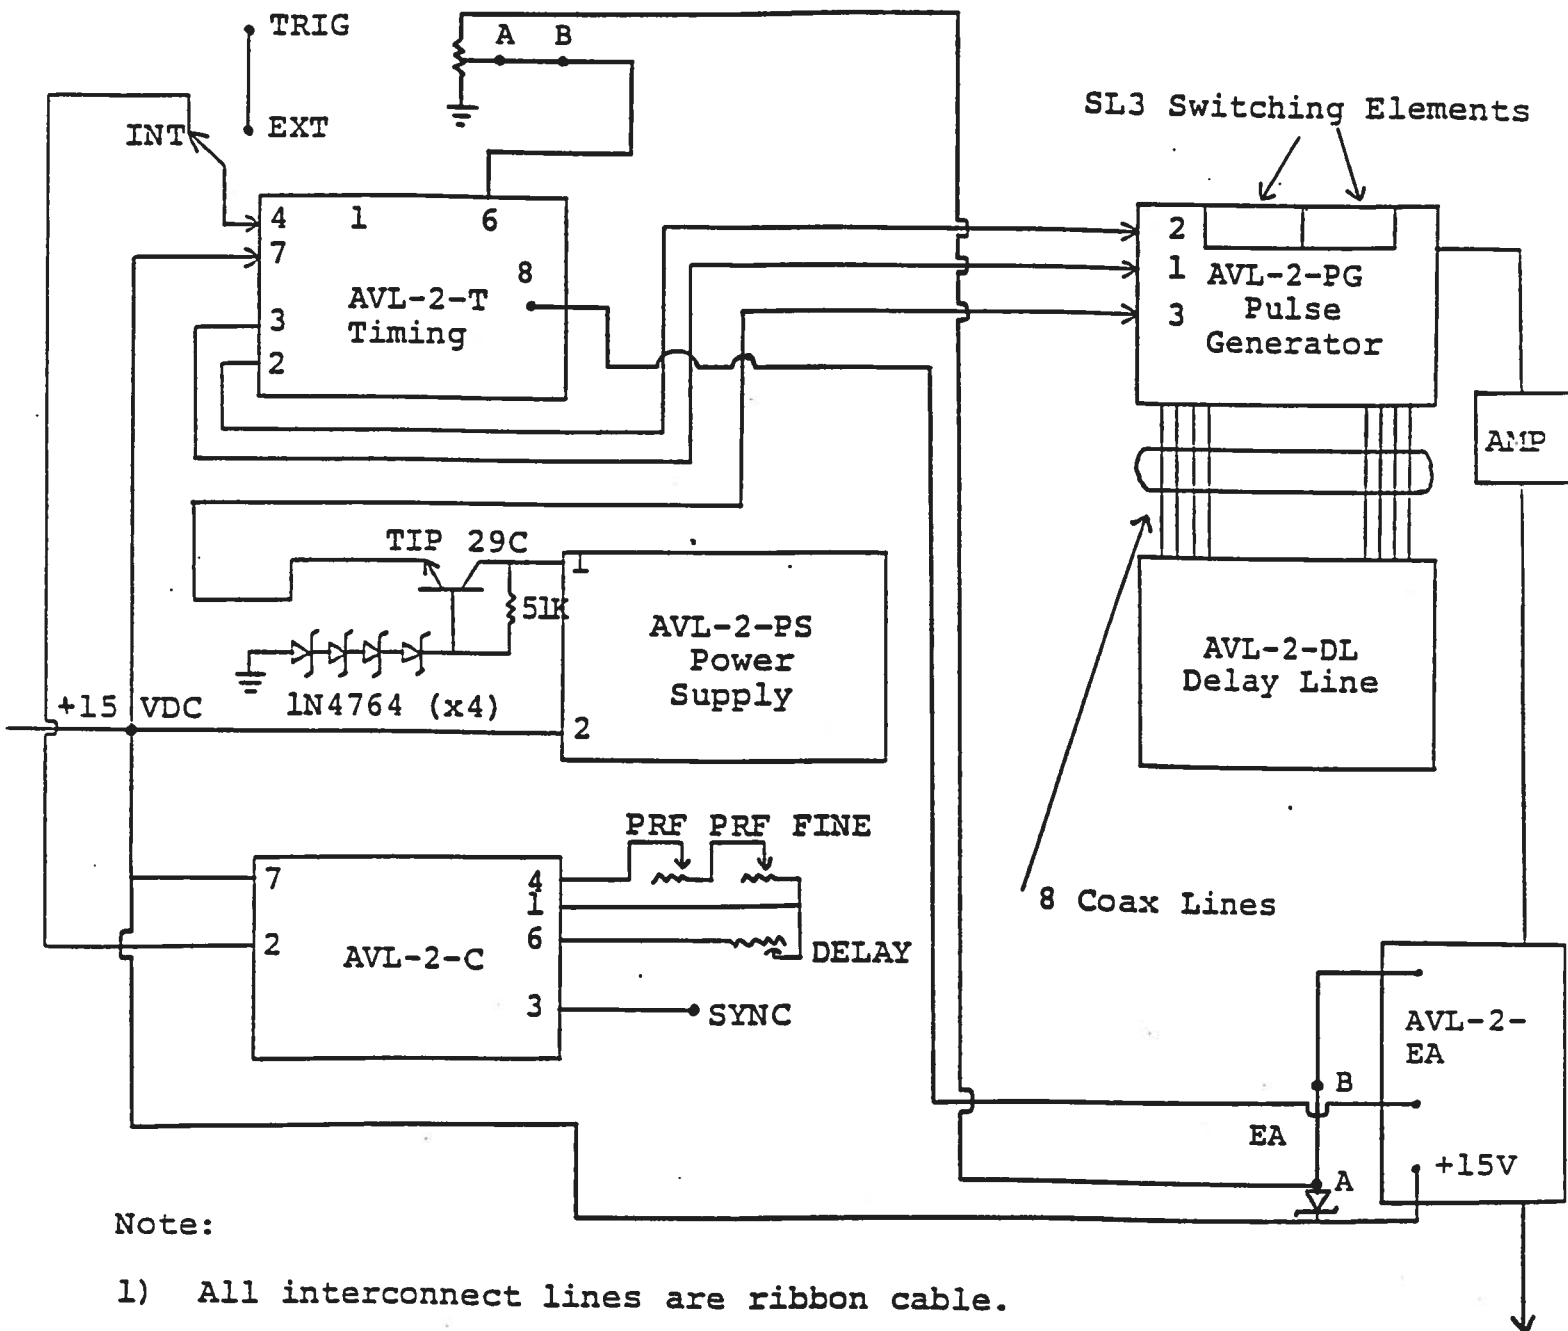 TRIG
A B
INT
EXT
SL3 Switching Elements
4 1 6
7
8
AVL-2-T
Timing
3
2
2
1
3
AVL-2-PG
Pulse
Generator
AMP
TIP 29C
1
51K
AVL-2-PS
Power
Supply
2
1N4764 (x4)
+15 VDC
AVL-2-DL
Delay Line
8 Coax Lines
PRF PRF FINE
7
2
AVL-2-C
4
1
6
3
DELAY
SYNC
AVL-2-
EA
B
EA
A
+15V
Note:
1) All interconnect lines are ribbon cable.